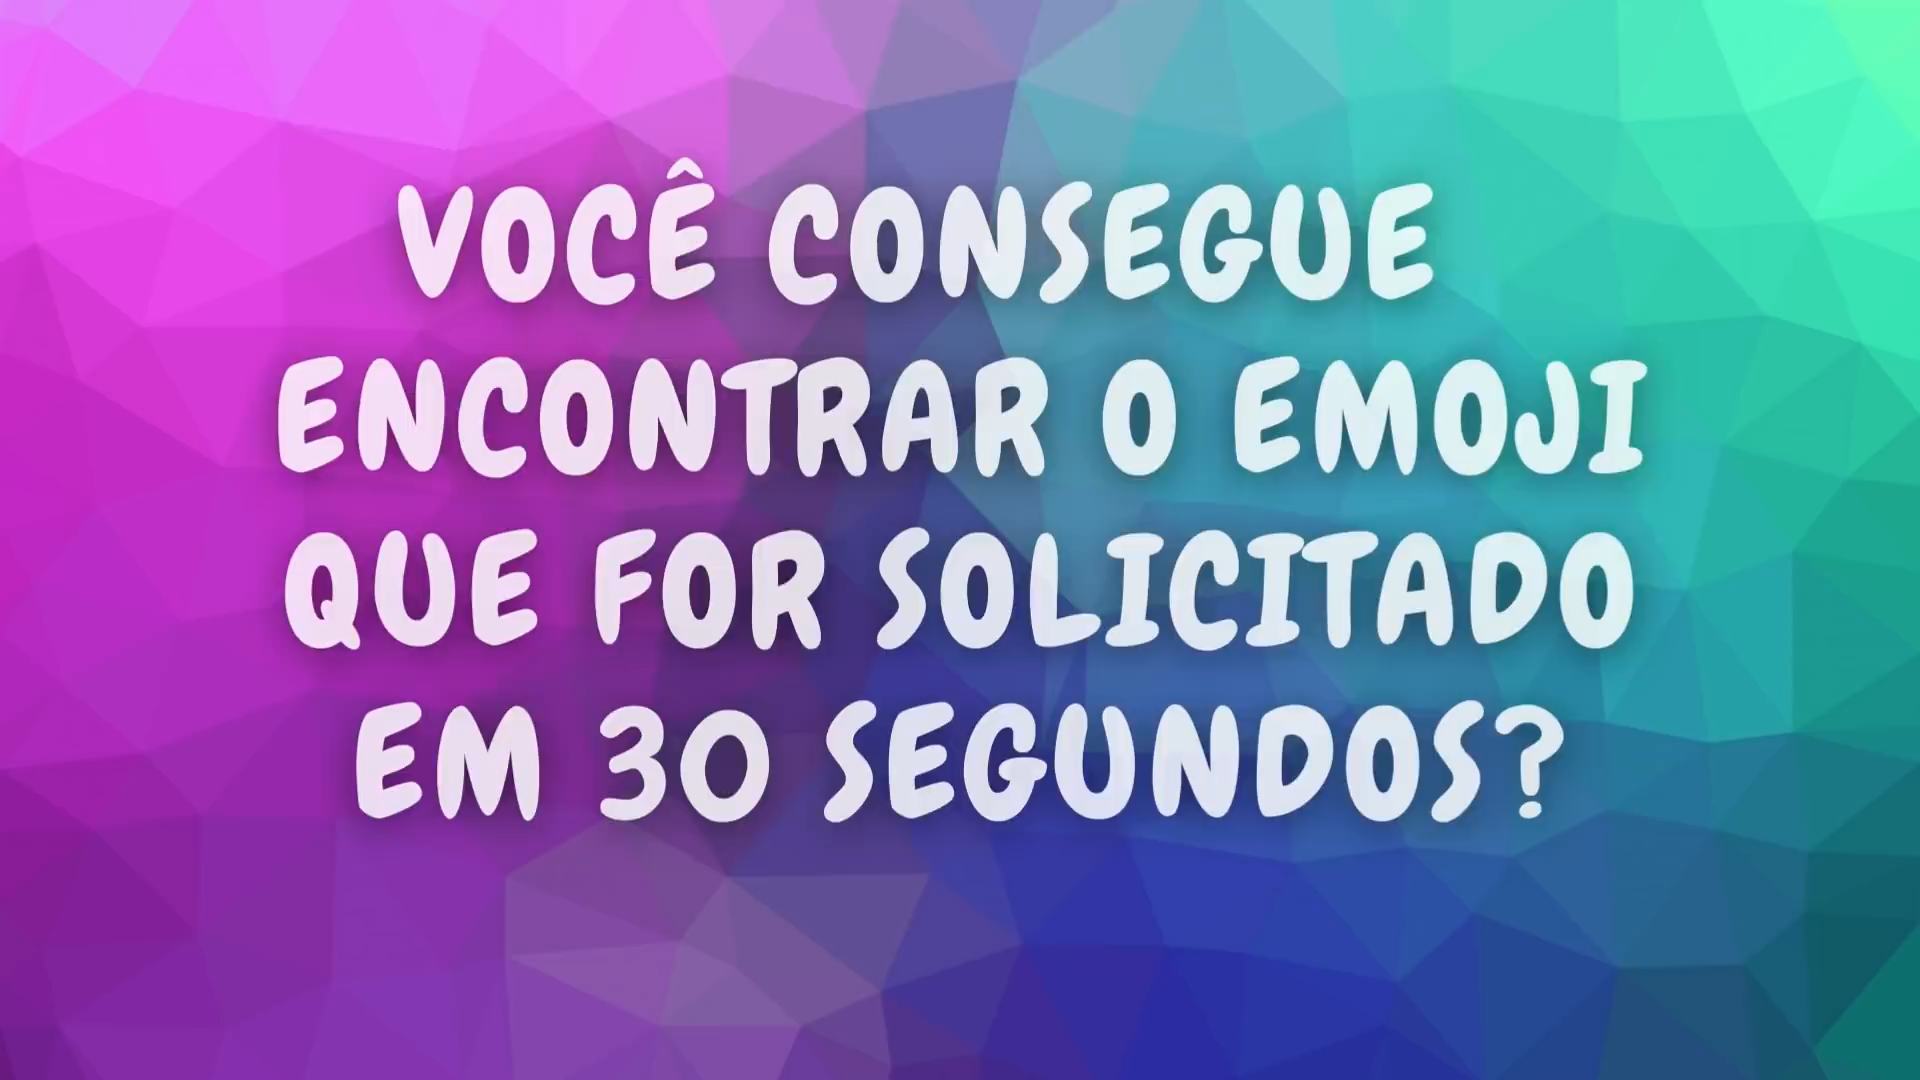 VOCÊ CONSEGUE
ENCONTRAR O EMOJI
QUE FOR SOLICITADO
EM 30 SEGUNDOS?